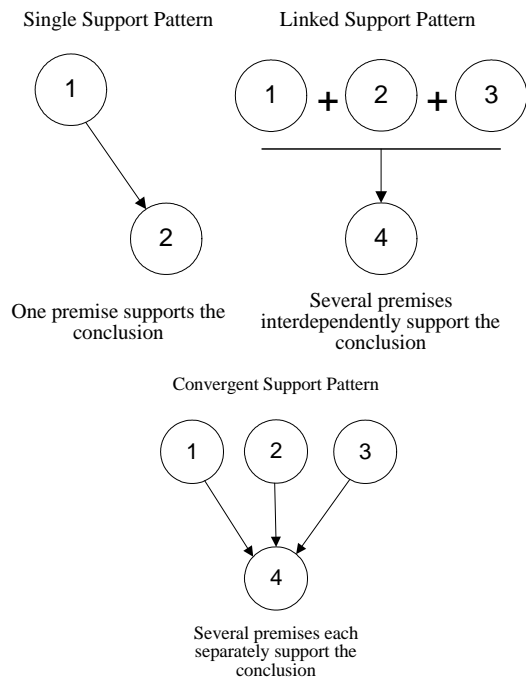 Single Support Pattern
1
2
One premise supports the
conclusion
Linked Support Pattern
1 + 2 + 3
4
Several premises
interdependently support the
conclusion
Convergent Support Pattern
1 2 3
4
Several premises each
separately support the
conclusion